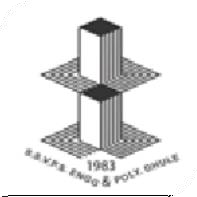 1983
S.S.V.P.S. ENGG & POLY. DHULE